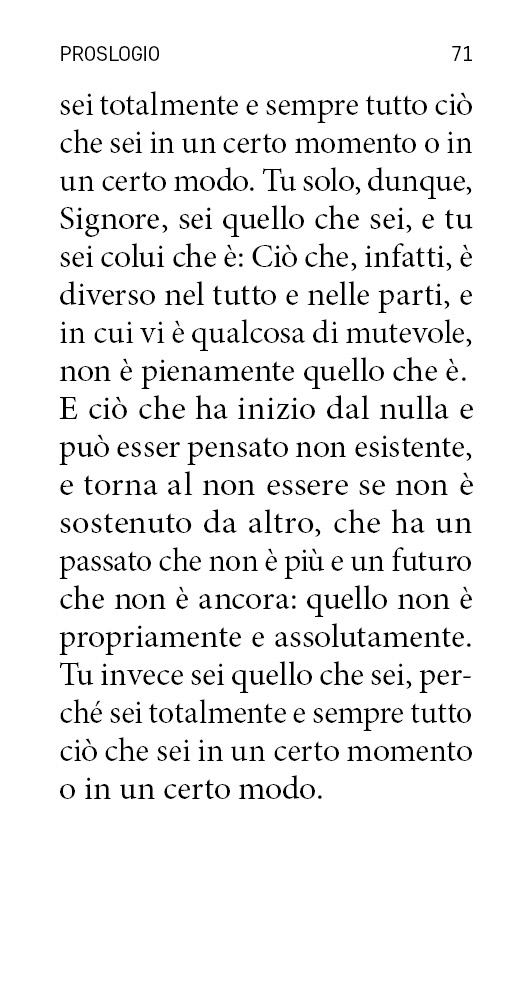 PROSLOGIO 71
sei totalmente e sempre tutto ciò
che sei in un certo momento o in
un certo modo. Tu solo, dunque,
Signore, sei quello che sei, e tu
sei colui che è: Ciò che, infatti, è
diverso nel tutto e nelle parti, e
in cui vi è qualcosa di mutevole,
non è pienamente quello che è.
E ciò che ha inizio dal nulla e
può esser pensato non esistente,
e torna al non essere se non è
sostenuto da altro, che ha un
passato che non è più e un futuro
che non è ancora: quello non è
propriamente e assolutamente.
Tu invece sei quello che sei, per-
ché sei totalmente e sempre tutto
ciò che sei in un certo momento
o in un certo modo.